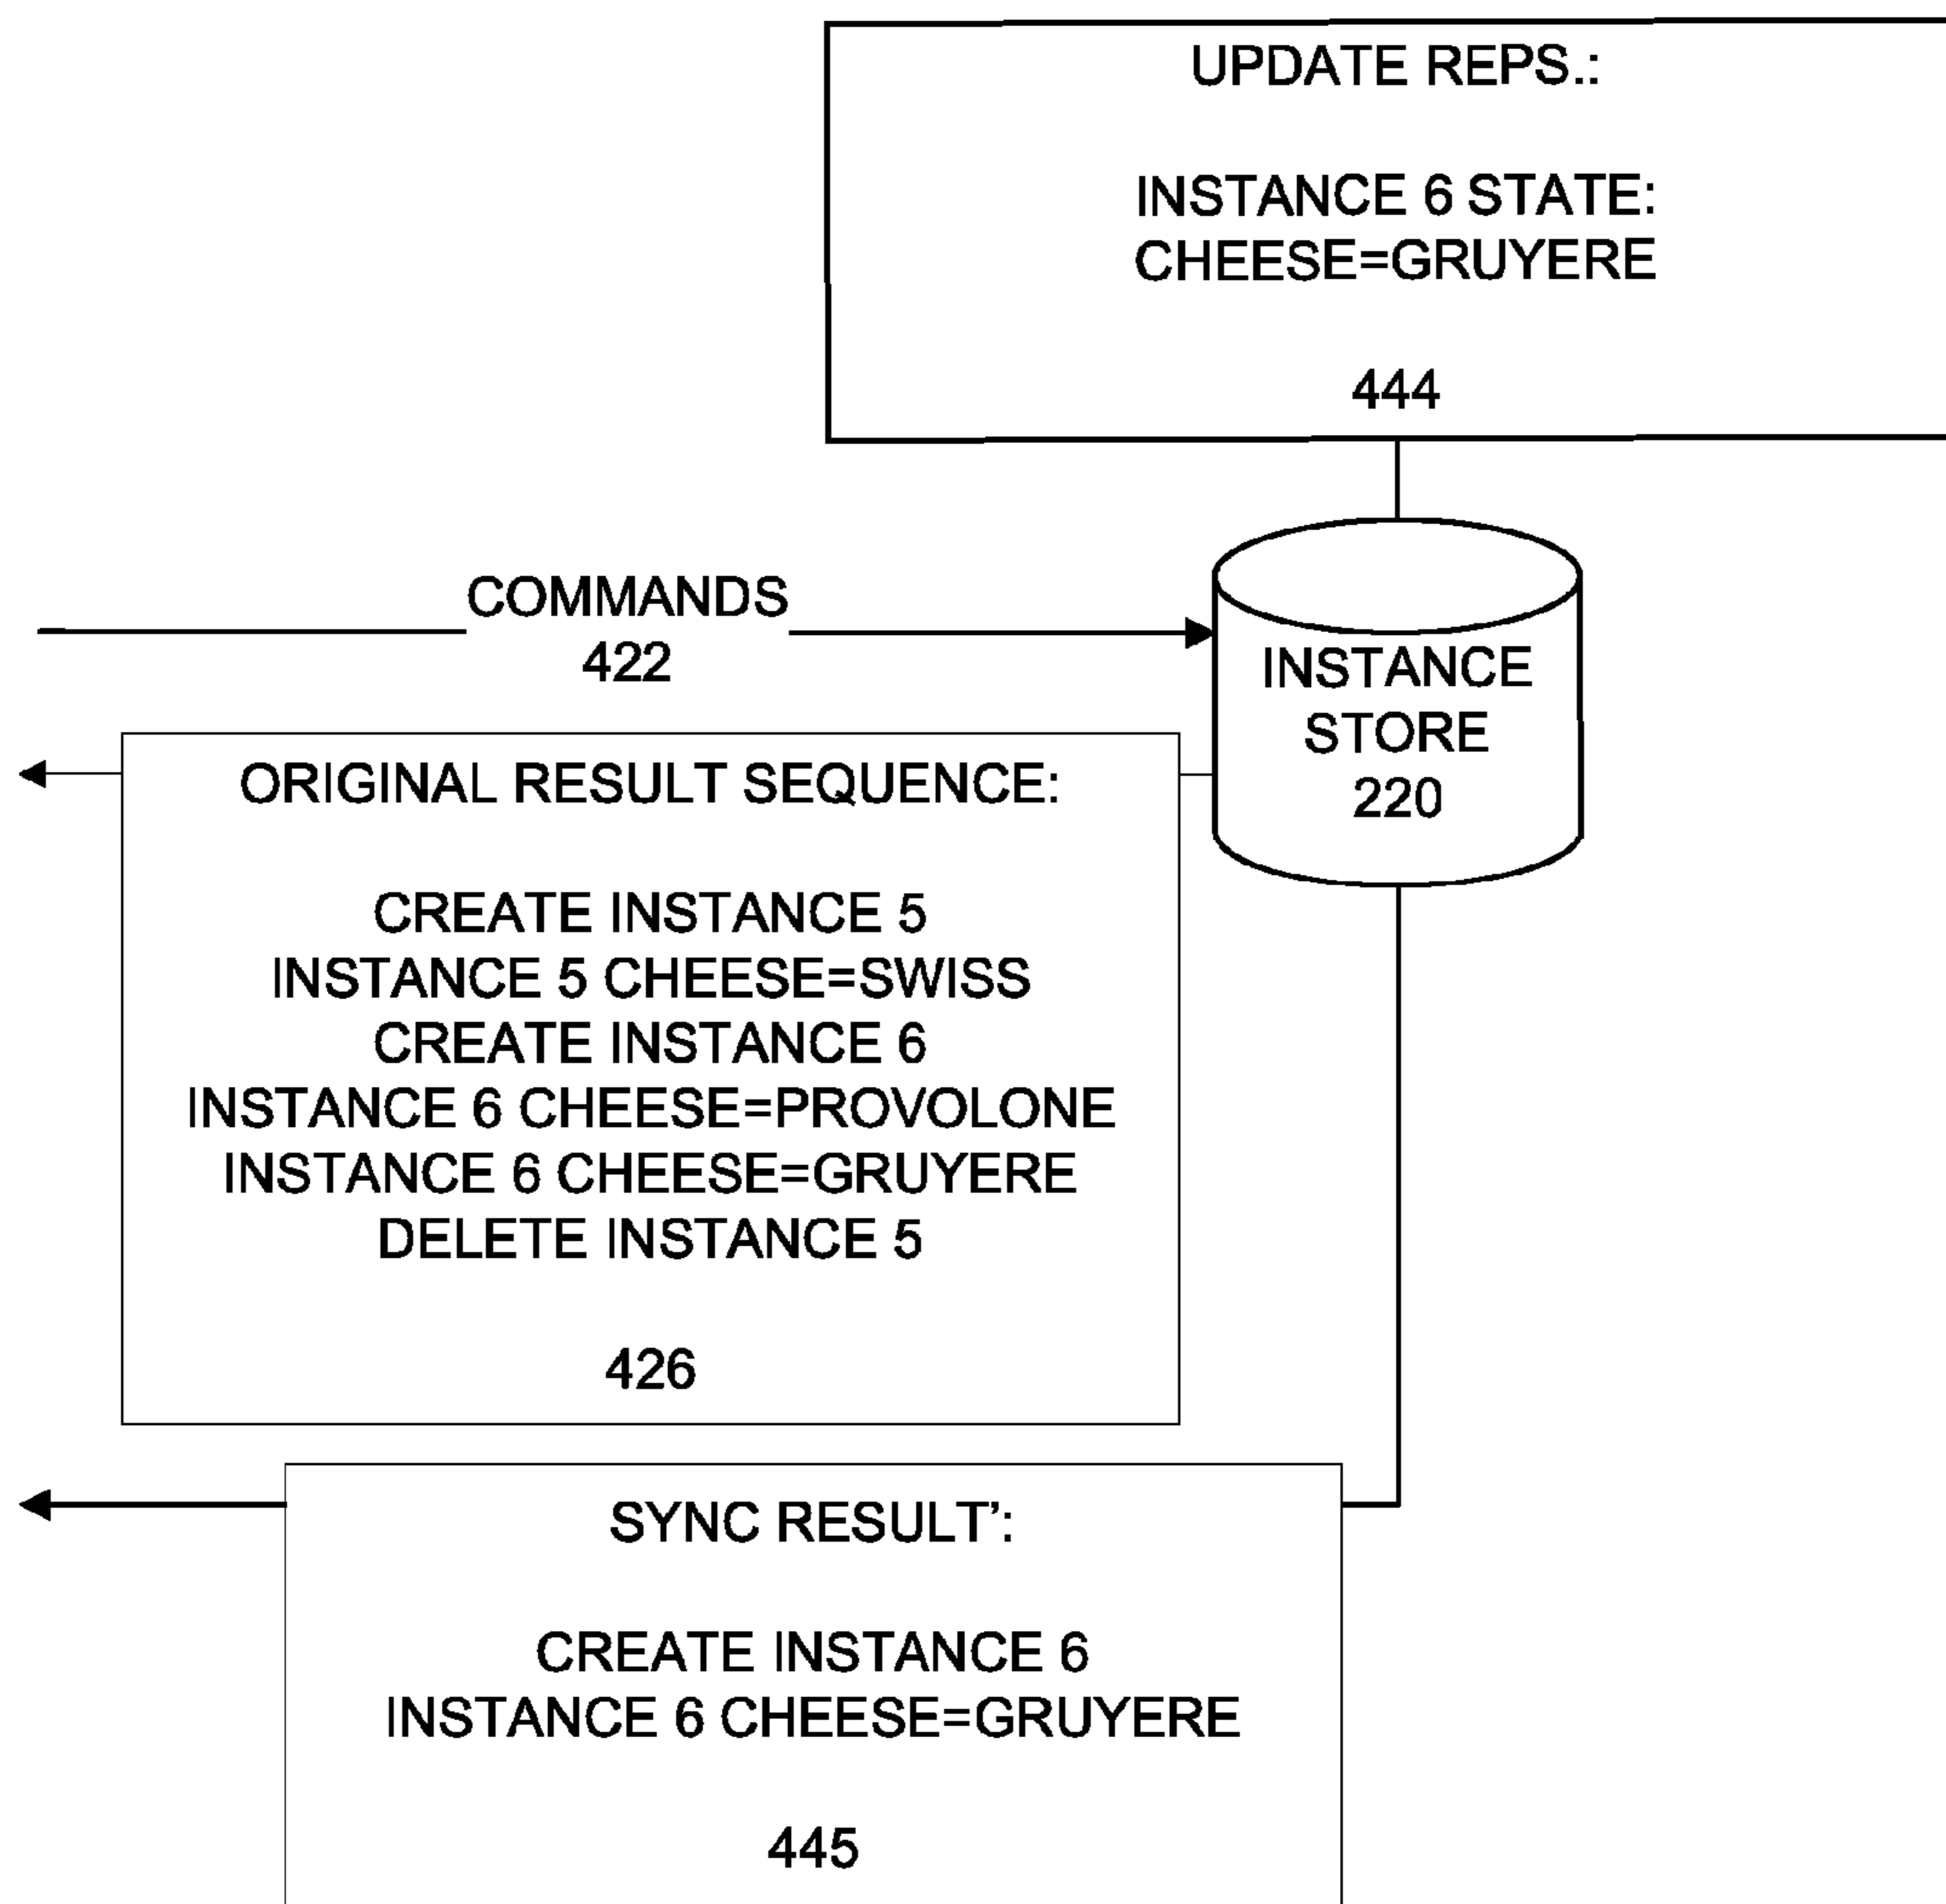 UPDATE REPS.:
INSTANCE 6 STATE:
CHEESE=GRUYERE
444
COMMANDS
422
INSTANCE
STORE
220
ORIGINAL RESULT SEQUENCE:
CREATE INSTANCE 5
INSTANCE 5 CHEESE=SWISS
CREATE INSTANCE 6
INSTANCE 6 CHEESE=PROVOLONE
INSTANCE 6 CHEESE=GRUYERE
DELETE INSTANCE 5
426
SYNC RESULT’:
CREATE INSTANCE 6
INSTANCE 6 CHEESE=GRUYERE
445